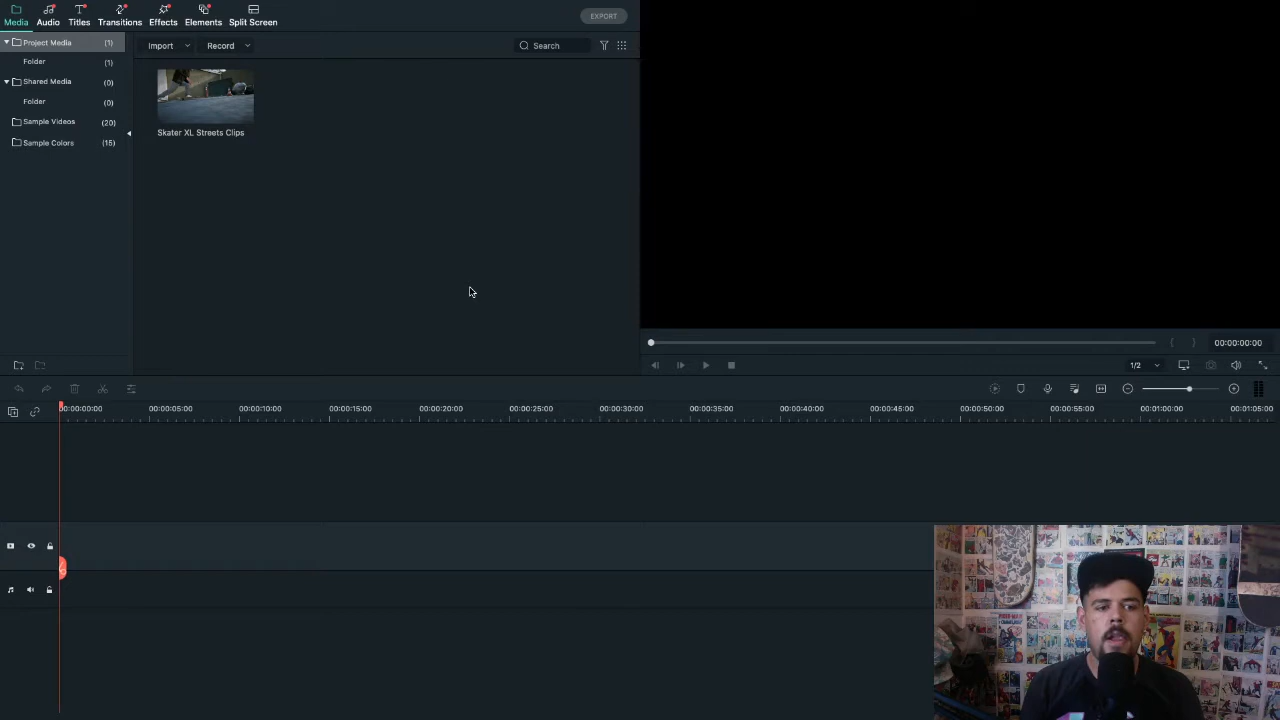 Media Audio Titles Transitions Effects Elements Split Screen
EXPORT
Project Media (1)
Folder (1)
Shared Media (0)
Folder (0)
Sample Videos (20)
Sample Colors (15)
Import Record Search
Skater XL Streets Clips
00:00:00:00
1/2
00:00:00:00 00:00:05:00 00:00:10:00 00:00:15:00 00:00:20:00 00:00:25:00 00:00:30:00 00:00:35:00 00:00:40:00 00:00:45:00 00:00:50:00 00:00:55:00 00:01:00:00 00:01:05:00